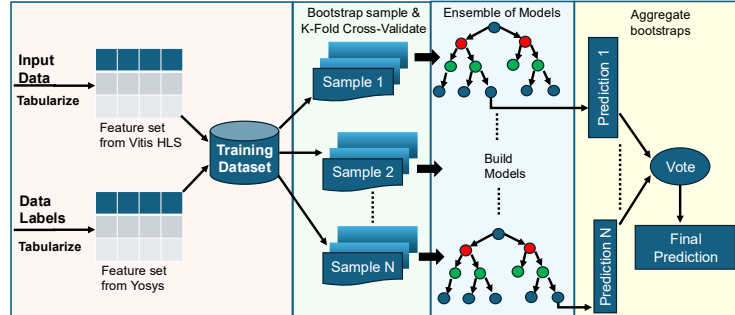 Input
Data
Tabularize
Feature set
from Vitis HLS
Data
Labels
Tabularize
Feature set
from Yosys
Training
Dataset
Bootstrap sample &
K-Fold Cross-Validate
Sample 1
Sample 2
Sample N
Ensemble of Models
Build
Models
Aggregate
bootstraps
Prediction 1
Prediction N
Vote
Final
Prediction